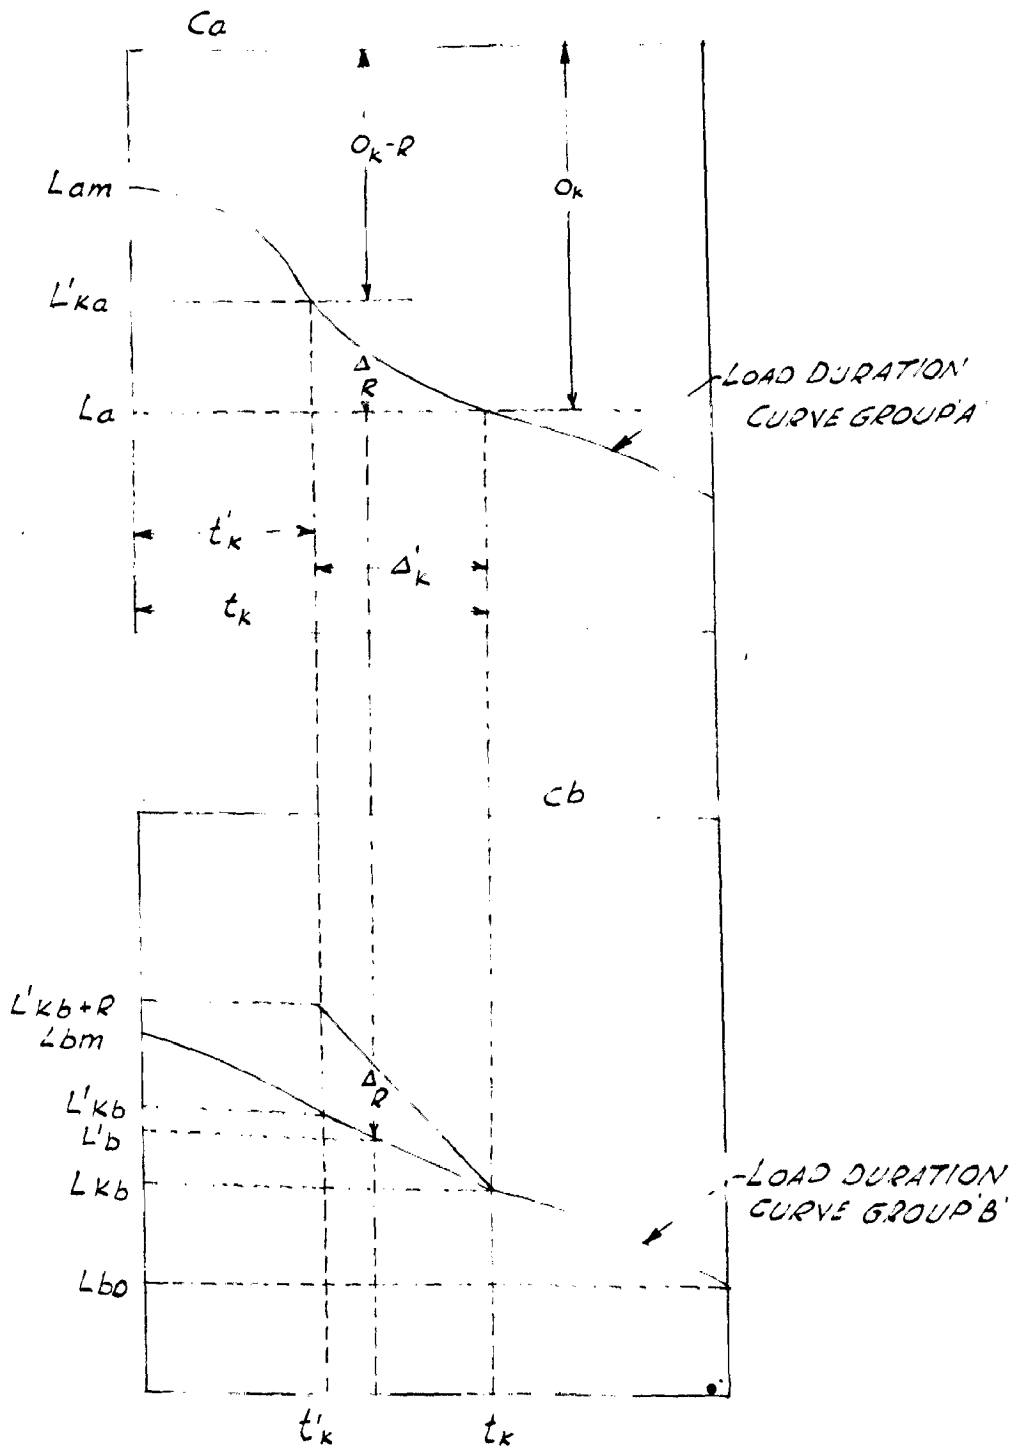 Ca
Ok-R
Ok
Lam
L'ka
Δ
R
La
LOAD DURATION
CURVE GROUP'A'
t'k
Δ'k
tk
Cb
L'kb+R
Lbm
Δ
R
L'kb
L'b
Lkb
LOAD DURATION
CURVE GROUP'B'
Lbo
t'k
tk